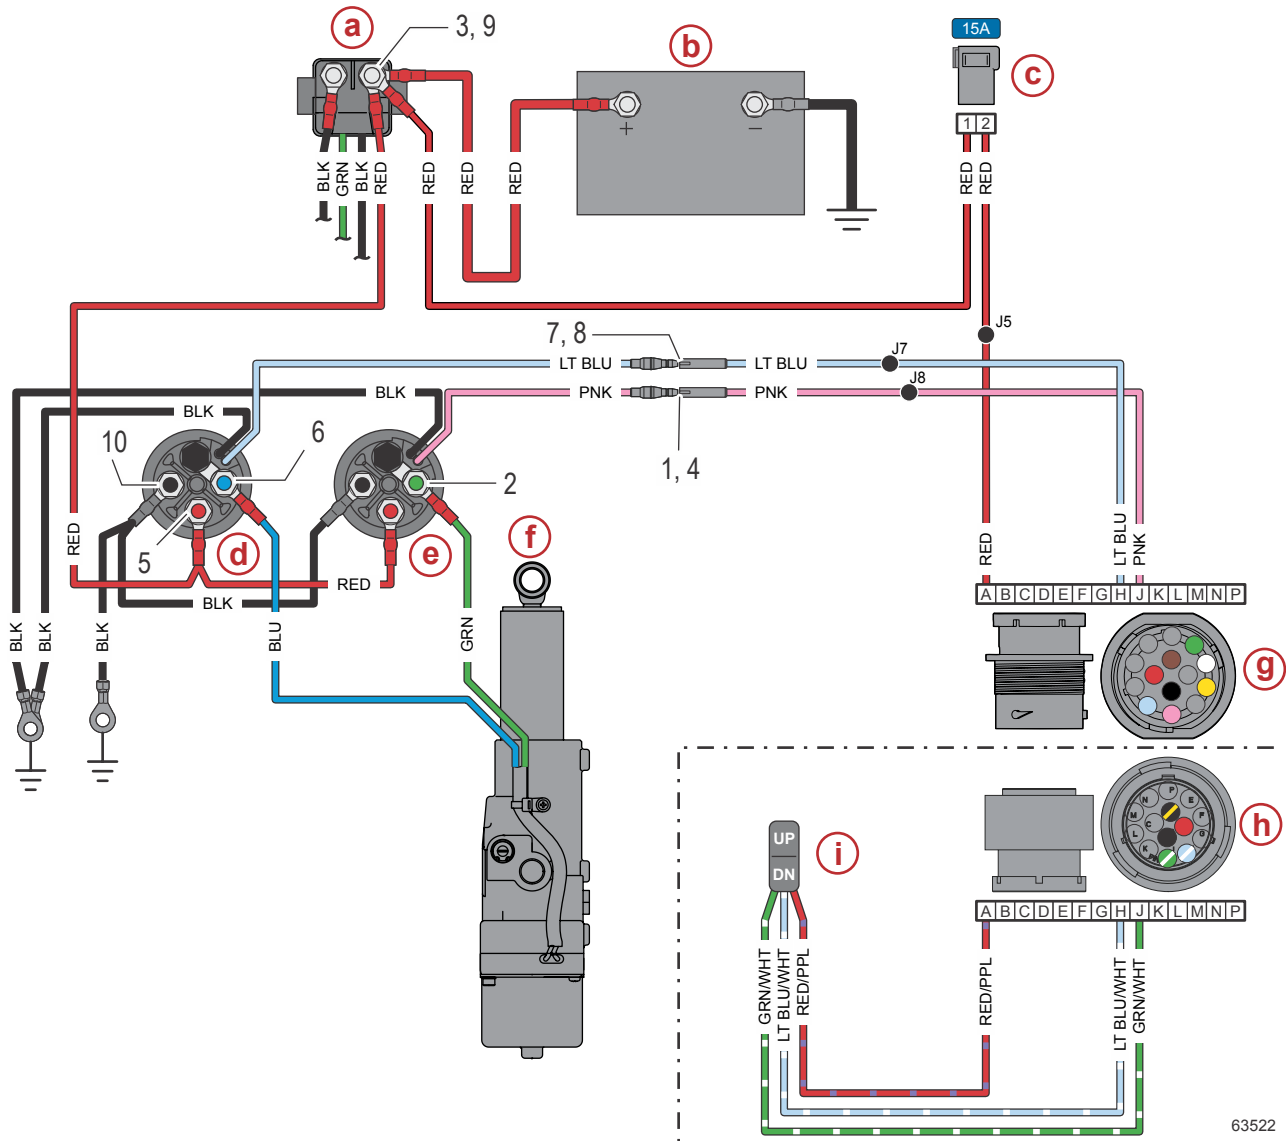 a
3, 9
b
15A
c
+
–
1 2
BLK
GRN
BLK
RED
RED
RED
RED
RED
RED
J5
7, 8
LT BLU
LT BLU
J7
BLK
PNK
PNK
J8
BLK
10
6
1, 4
2
5
d
e
f
RED
RED
BLK
BLK
BLK
BLK
BLU
GRN
RED
LT BLU
PNK
A B C D E F G H J K L M N P
g
P
N
E
M
F
C
L
G
K
h
UP
DN
i
A B C D E F G H J K L M N P
GRN/WHT
LT BLU/WHT
RED/PPL
RED/PPL
LT BLU/WHT
GRN/WHT
63522